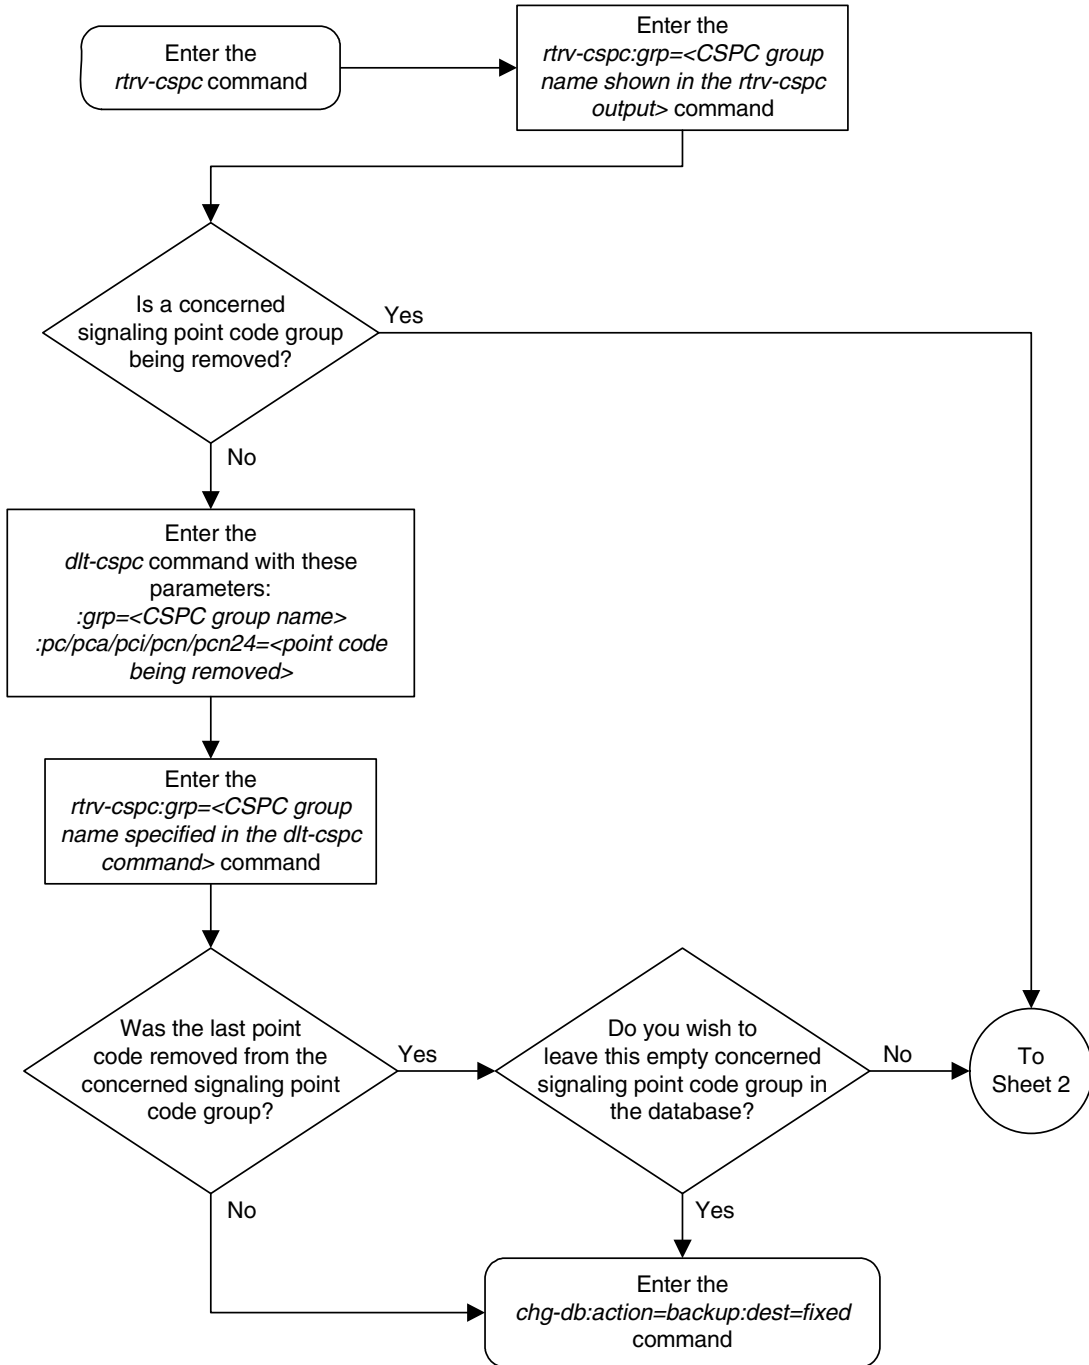 Enter the
rtrv-cspc command
Enter the
rtrv-cspc:grp=<CSPC group
name shown in the rtrv-cspc
output> command
Is a concerned
signaling point code group
being removed?
Yes
No
Enter the
dlt-cspc command with these
parameters:
:grp=<CSPC group name>
:pc/pca/pci/pcn/pcn24=<point code
being removed>
Enter the
rtrv-cspc:grp=<CSPC group
name specified in the dlt-cspc
command> command
Was the last point
code removed from the
concerned signaling point
code group?
Yes
No
Do you wish to
leave this empty concerned
signaling point code group in
the database?
No
Yes
To
Sheet 2
Enter the
chg-db:action=backup:dest=fixed
command